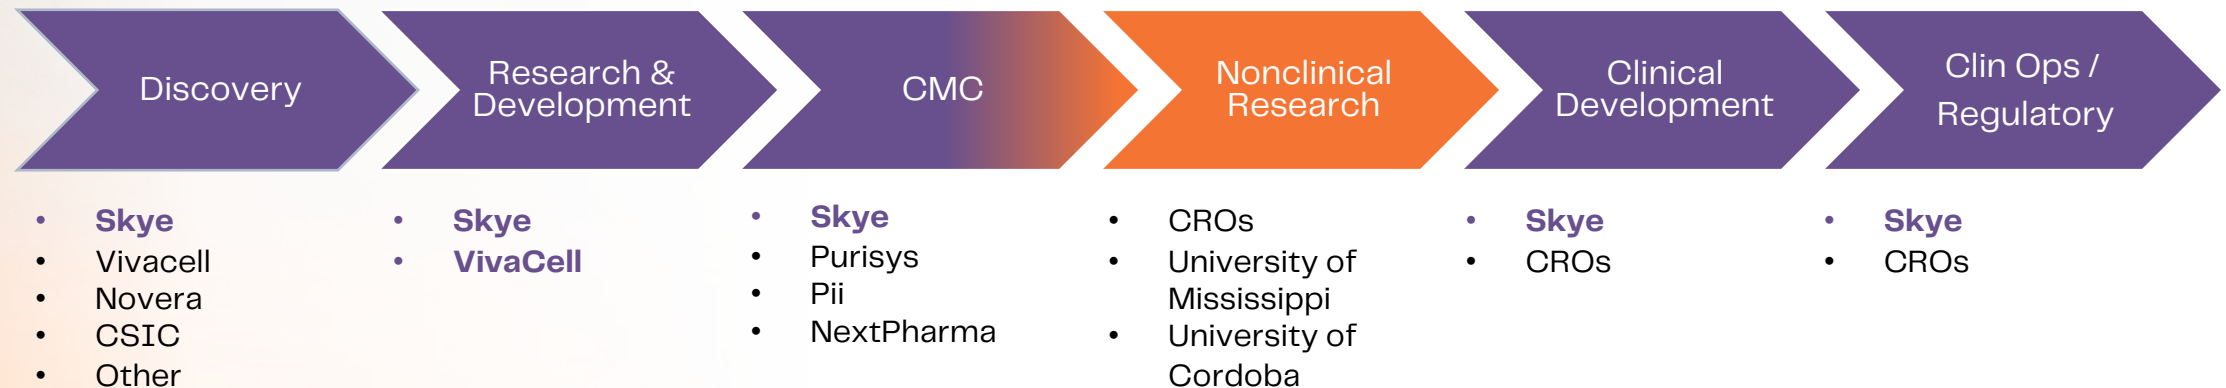 Discovery
Research &
Development
CMC
Nonclinical
Research
Clinical
Development
Clin Ops /
Regulatory
• Skye
• Vivacell
• Novera
• CSIC
• Other
• Skye
• VivaCell
• Skye
• Purisys
• Pii
• NextPharma
• CROs
• University of
Mississippi
• University of
Cordoba
• Skye
• CROs
• Skye
• CROs